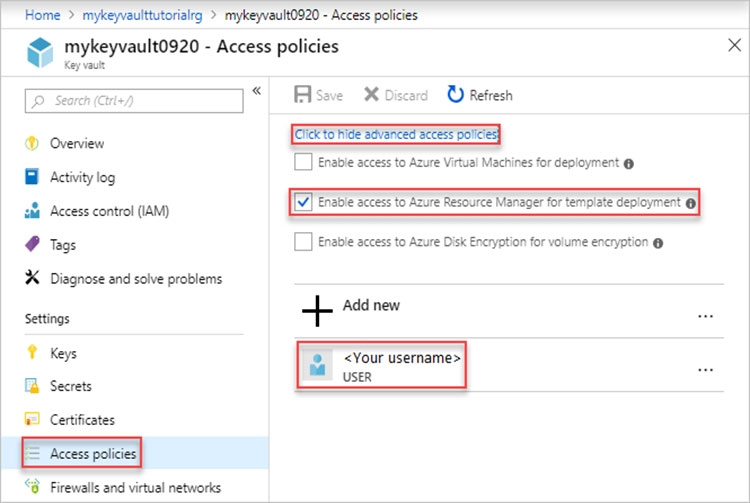 Home > mykeyvaulttutorialrg > mykeyvault0920 - Access policies
mykeyvault0920 - Access policies
Key vault
Search (Ctrl+/)
Overview
Activity log
Access control (IAM)
Tags
Diagnose and solve problems
Settings
Keys
Secrets
Certificates
Access policies
Firewalls and virtual networks
Save Discard Refresh
Click to hide advanced access policies
Enable access to Azure Virtual Machines for deployment
Enable access to Azure Resource Manager for template deployment
Enable access to Azure Disk Encryption for volume encryption
Add new
...
<Your username>
USER
...